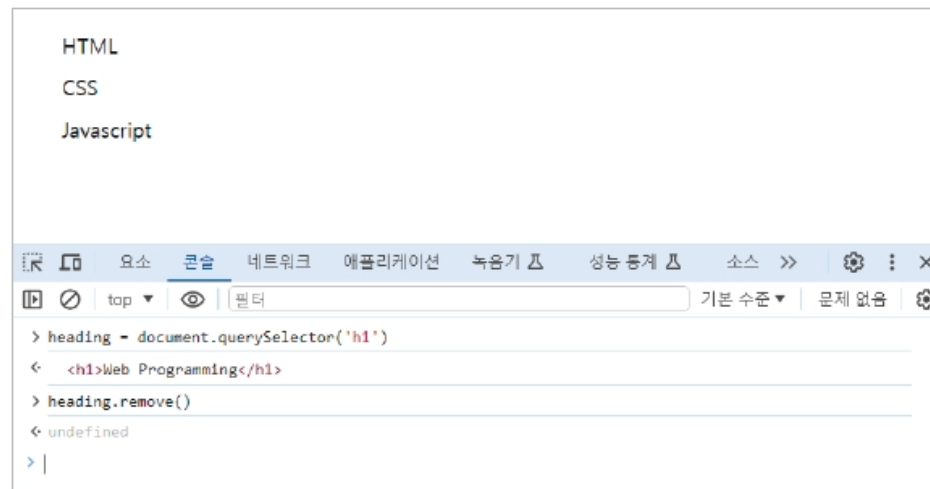 HTML
CSS
Javascript
요소 콘솔 네트워크 애플리케이션 녹음기 성능 통계 소스
top 필터 기본 수준 문제 없음
> heading = document.querySelector('h1')
<h1>Web Programming</h1>
> heading.remove()
undefined
>